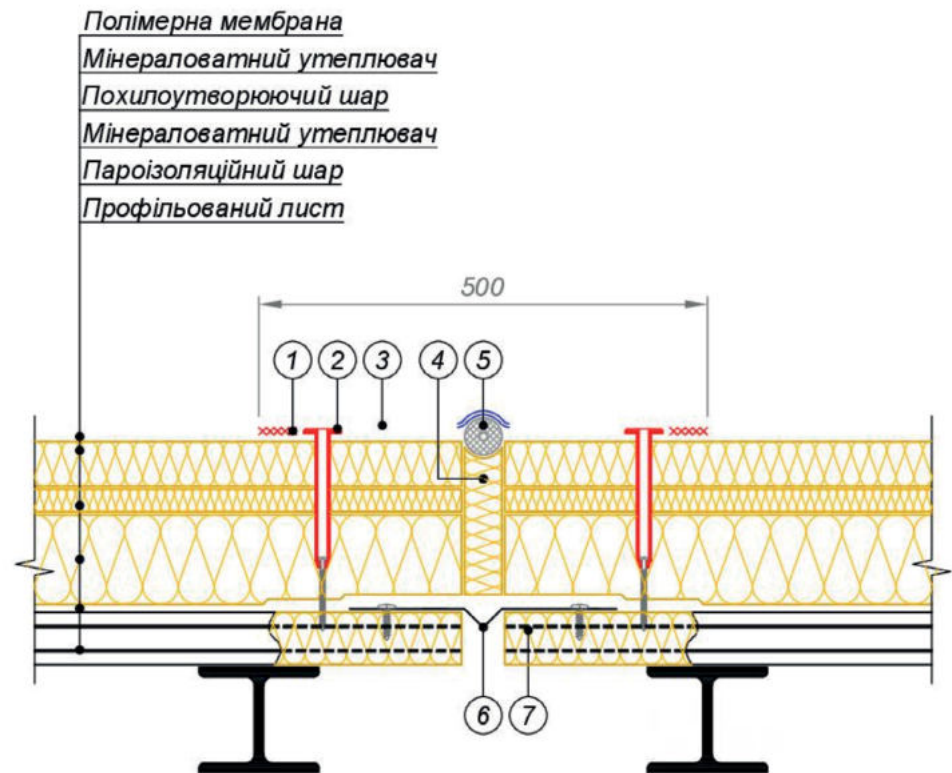 Полімерна мембрана
Мінераловатний утеплювач
Похилоутворюючий шар
Мінераловатний утеплювач
Пароізоляційний шар
Профільований лист
500
1 2 3 4 5
6 7